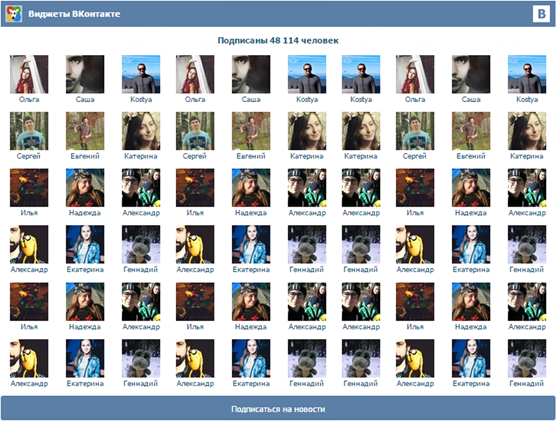 Виджеты ВКонтакте
В
Подписаны 48 114 человек
Ольга Саша Kostya Ольга Саша Kostya Kostya Ольга Саша Kostya
Сергей Евгений Катерина Сергей Евгений Катерина Катерина Сергей Евгений Катерина
Илья Надежда Александр Илья Надежда Александр Александр Илья Надежда Александр
Александр Екатерина Геннадий Александр Екатерина Геннадий Геннадий Александр Екатерина Геннадий
Илья Надежда Александр Илья Надежда Александр Александр Илья Надежда Александр
Александр Екатерина Геннадий Александр Екатерина Геннадий Геннадий Александр Екатерина Геннадий
Подписаться на новости